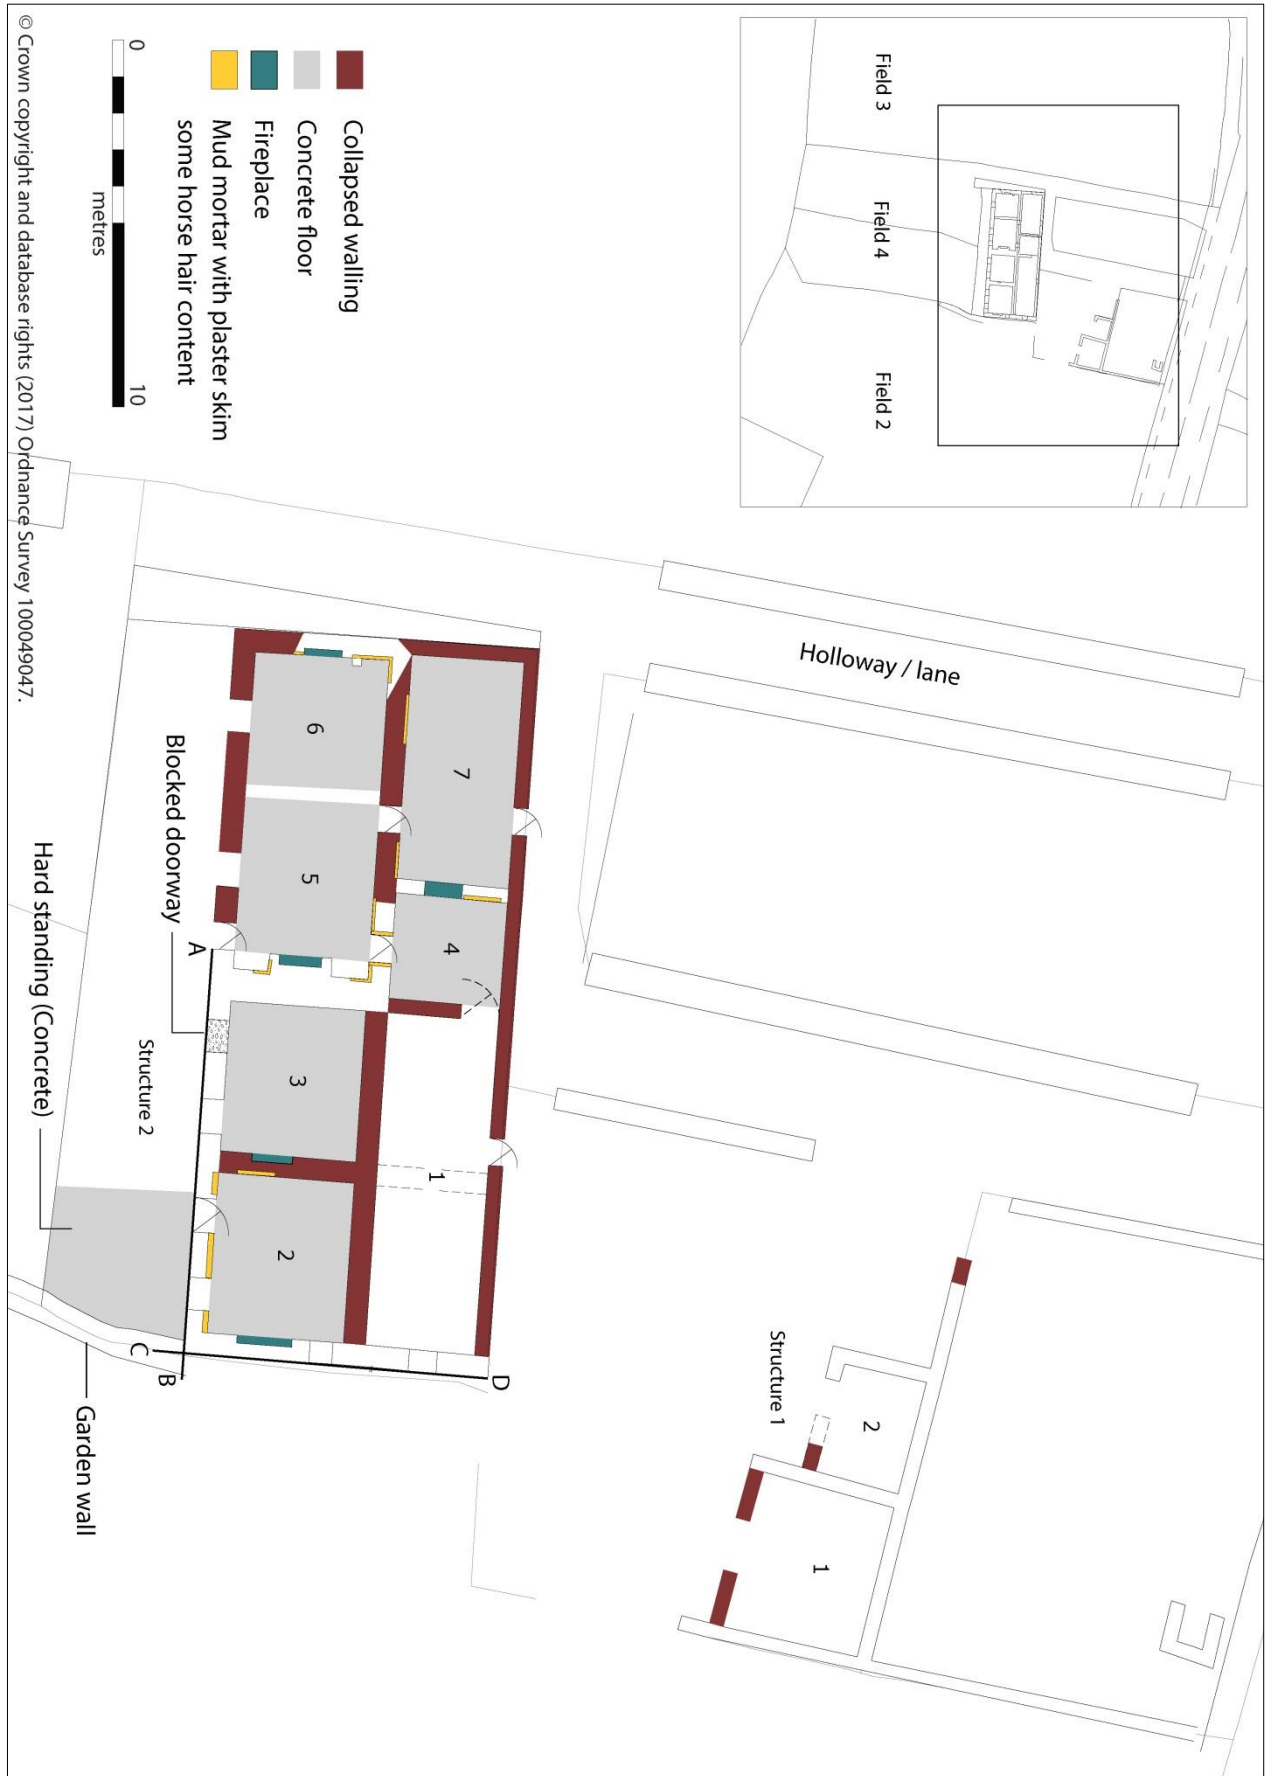 Field 3
Field 4
Field 2
Collapsed walling
Concrete floor
Fireplace
Mud mortar with plaster skim
some horse hair content
0
10
metres
© Crown copyright and database rights (2017) Ordnance Survey 100049047.
Holloway / lane
7
6
5
4
3
2
1
A
B
C
D
Blocked doorway
Structure 2
Hard standing (Concrete)
Garden wall
Structure 1
2
1